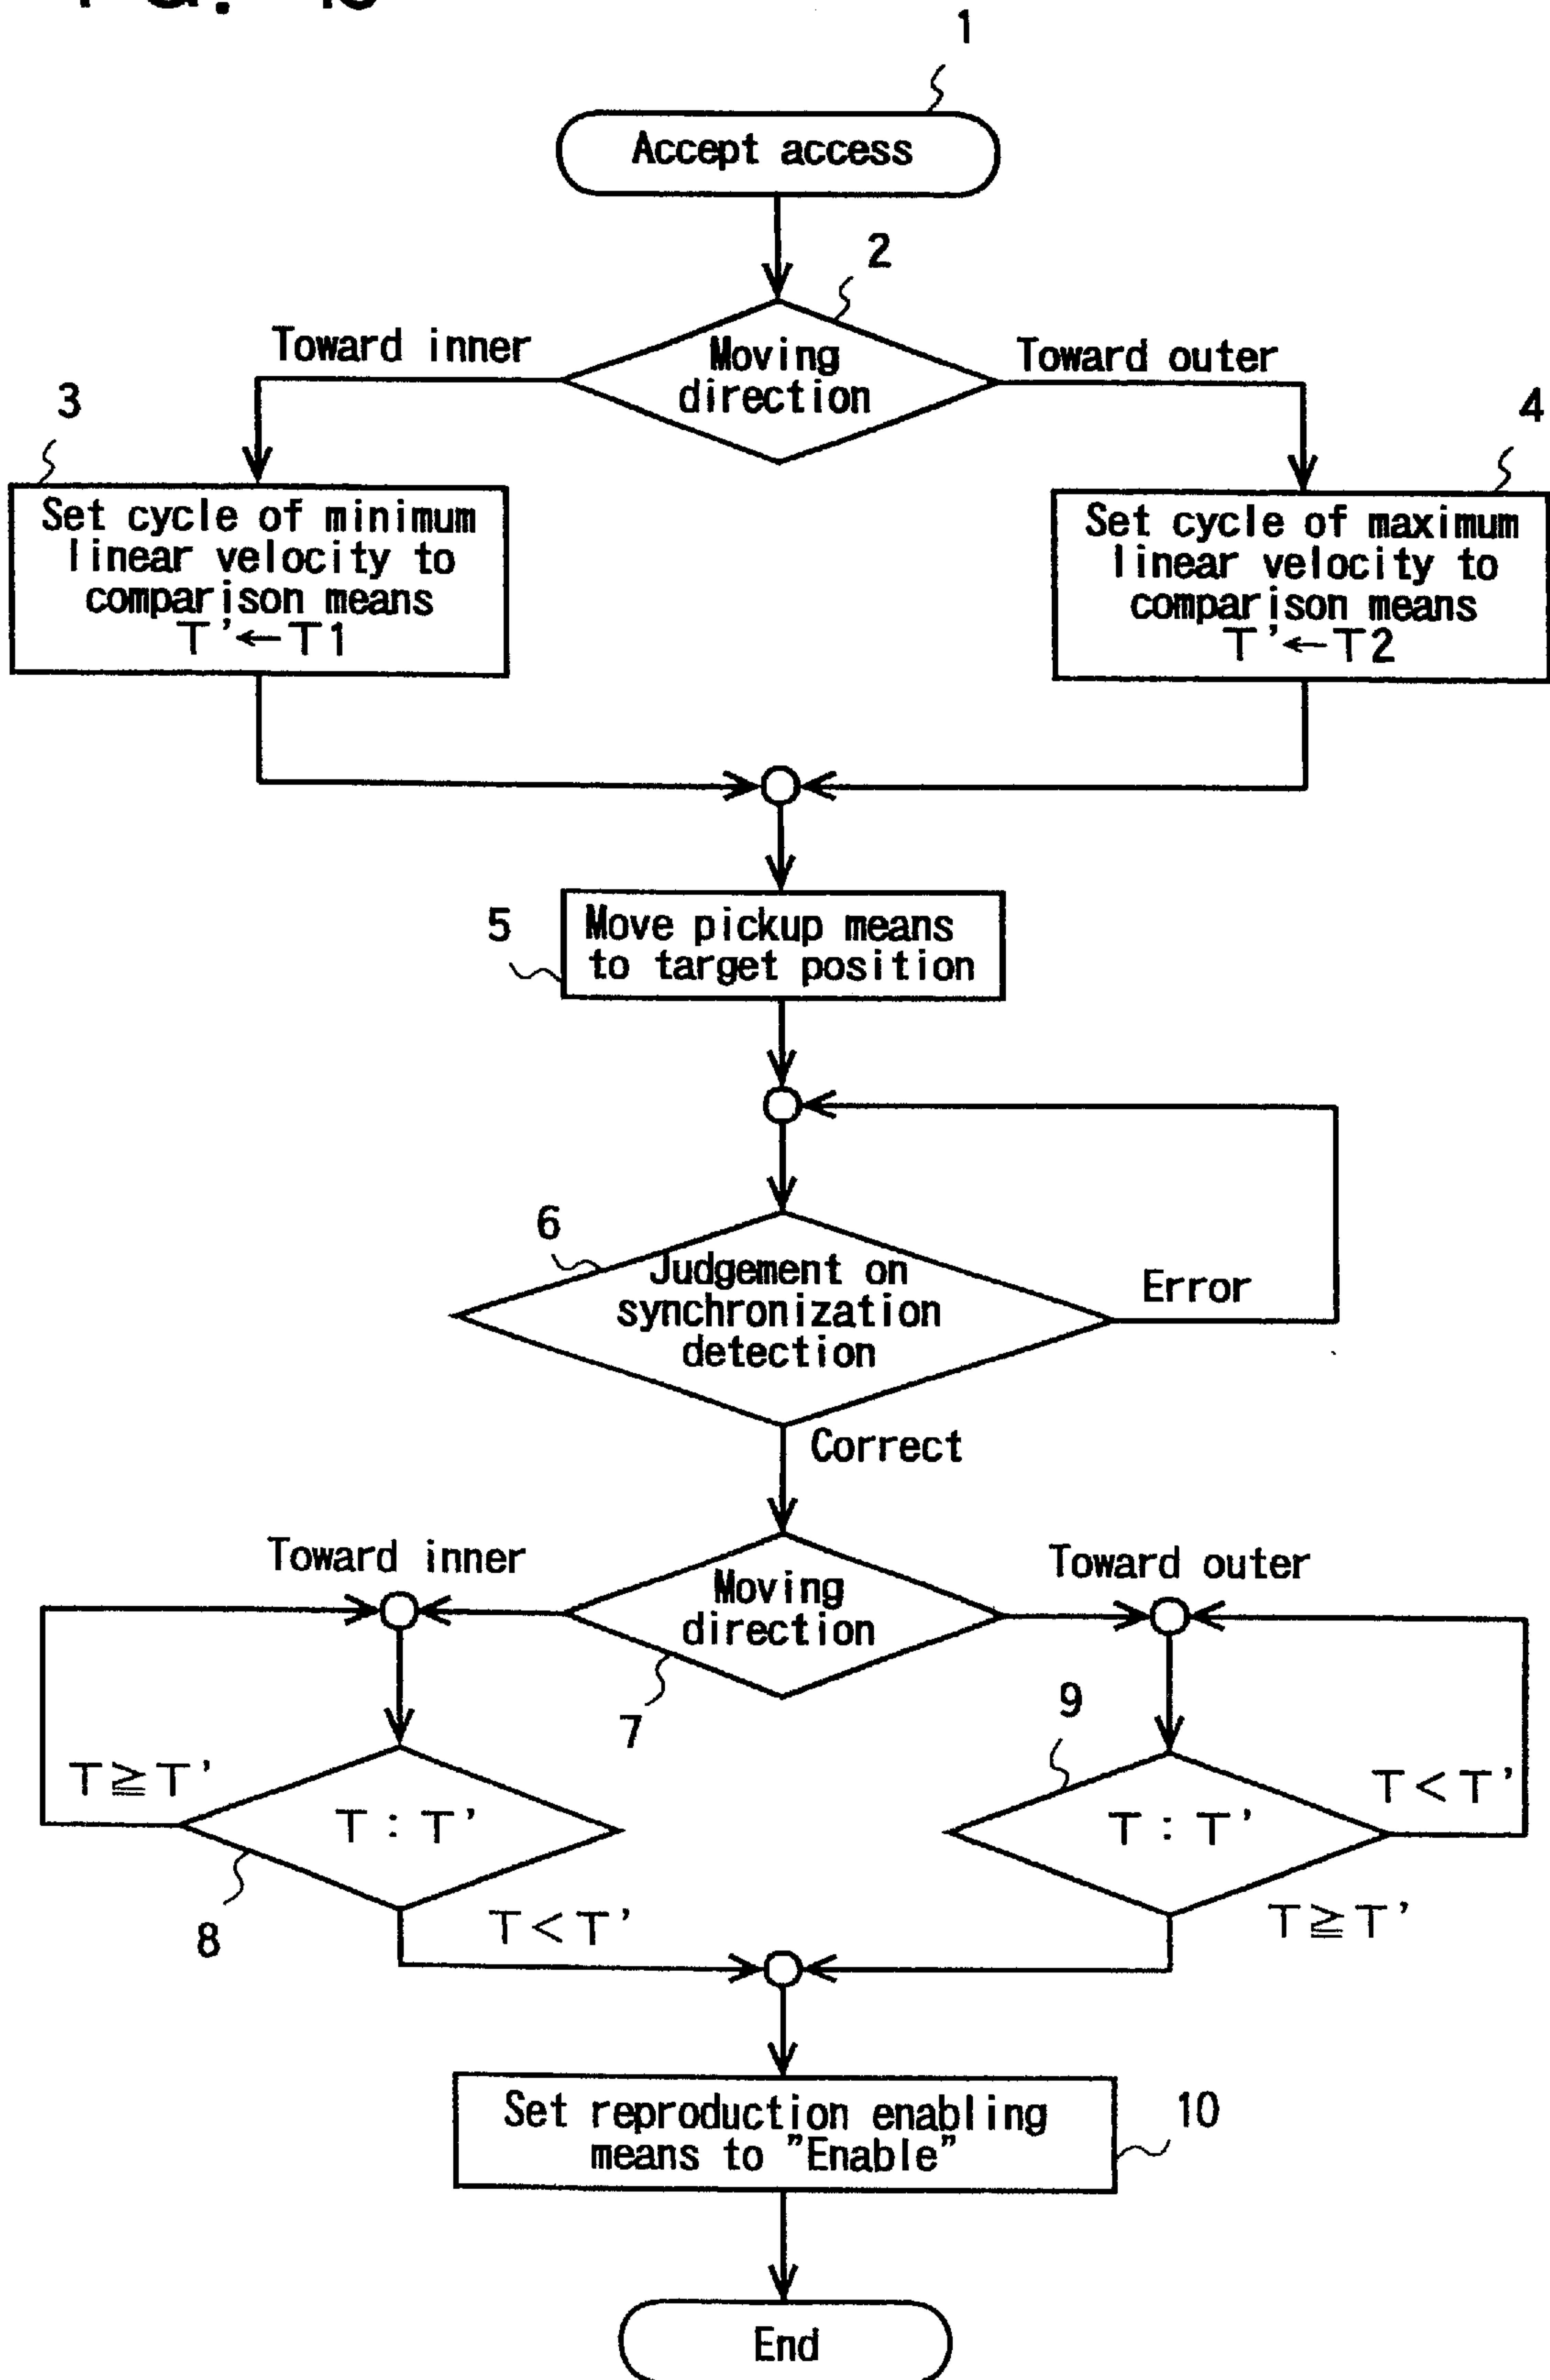 1
Accept access
2
Moving
direction
Toward inner
Toward outer
3
Set cycle of minimum
linear velocity to
comparison means
T'←T1
4
Set cycle of maximum
linear velocity to
comparison means
T'←T2
5
Move pickup means
to target position
6
Judgement on
synchronization
detection
Error
Correct
Toward inner
Moving
direction
Toward outer
7
T≧T'
T : T'
8
T<T'
9
T : T'
T<T'
T≧T'
Set reproduction enabling
means to "Enable"
10
End